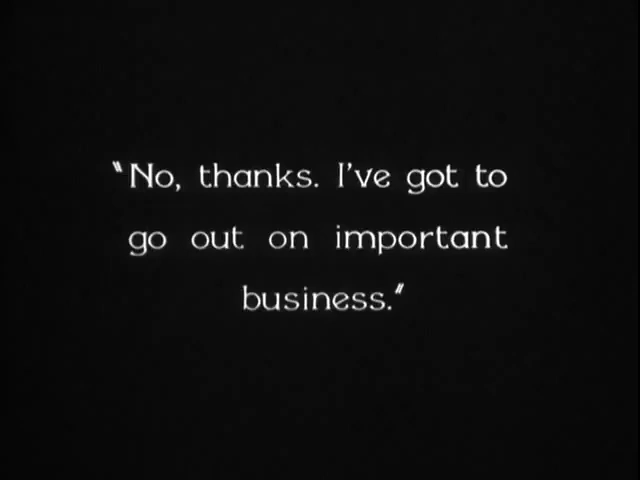 "No, thanks. I've got to
go out on important
business."